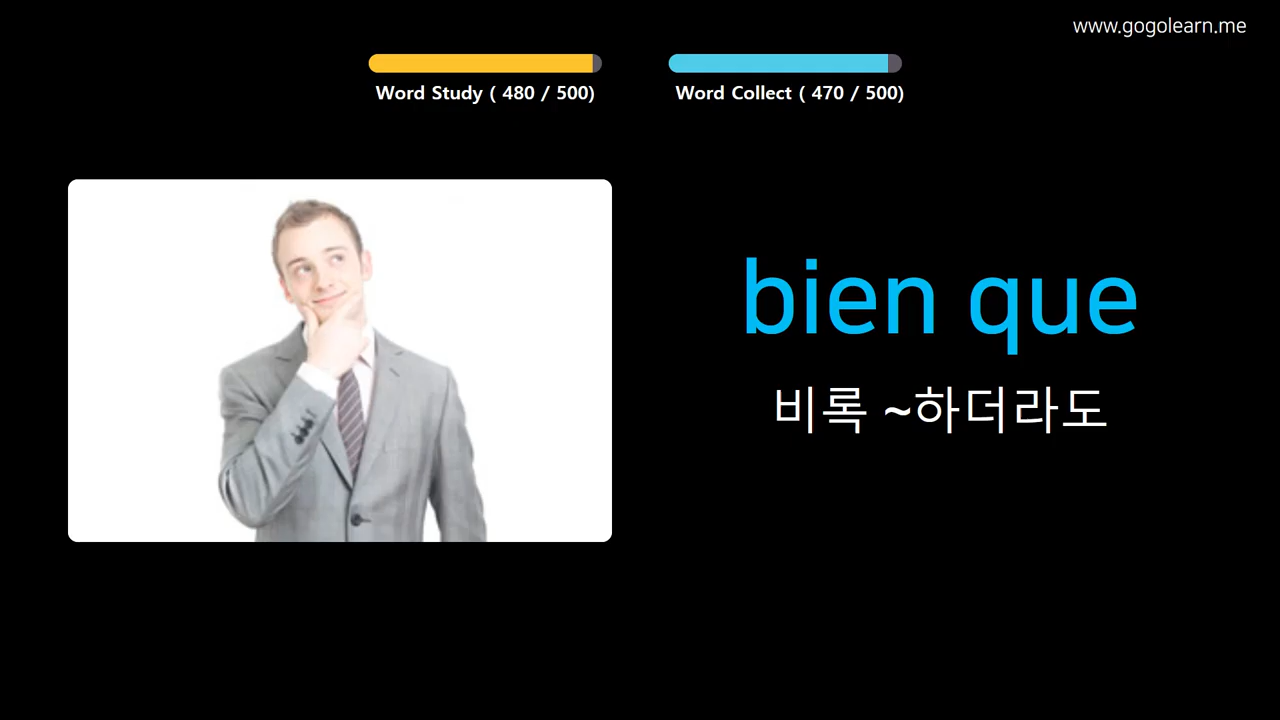 www.gogolearn.me
Word Study ( 480 / 500)
Word Collect ( 470 / 500)
bien que
비록 ~하더라도